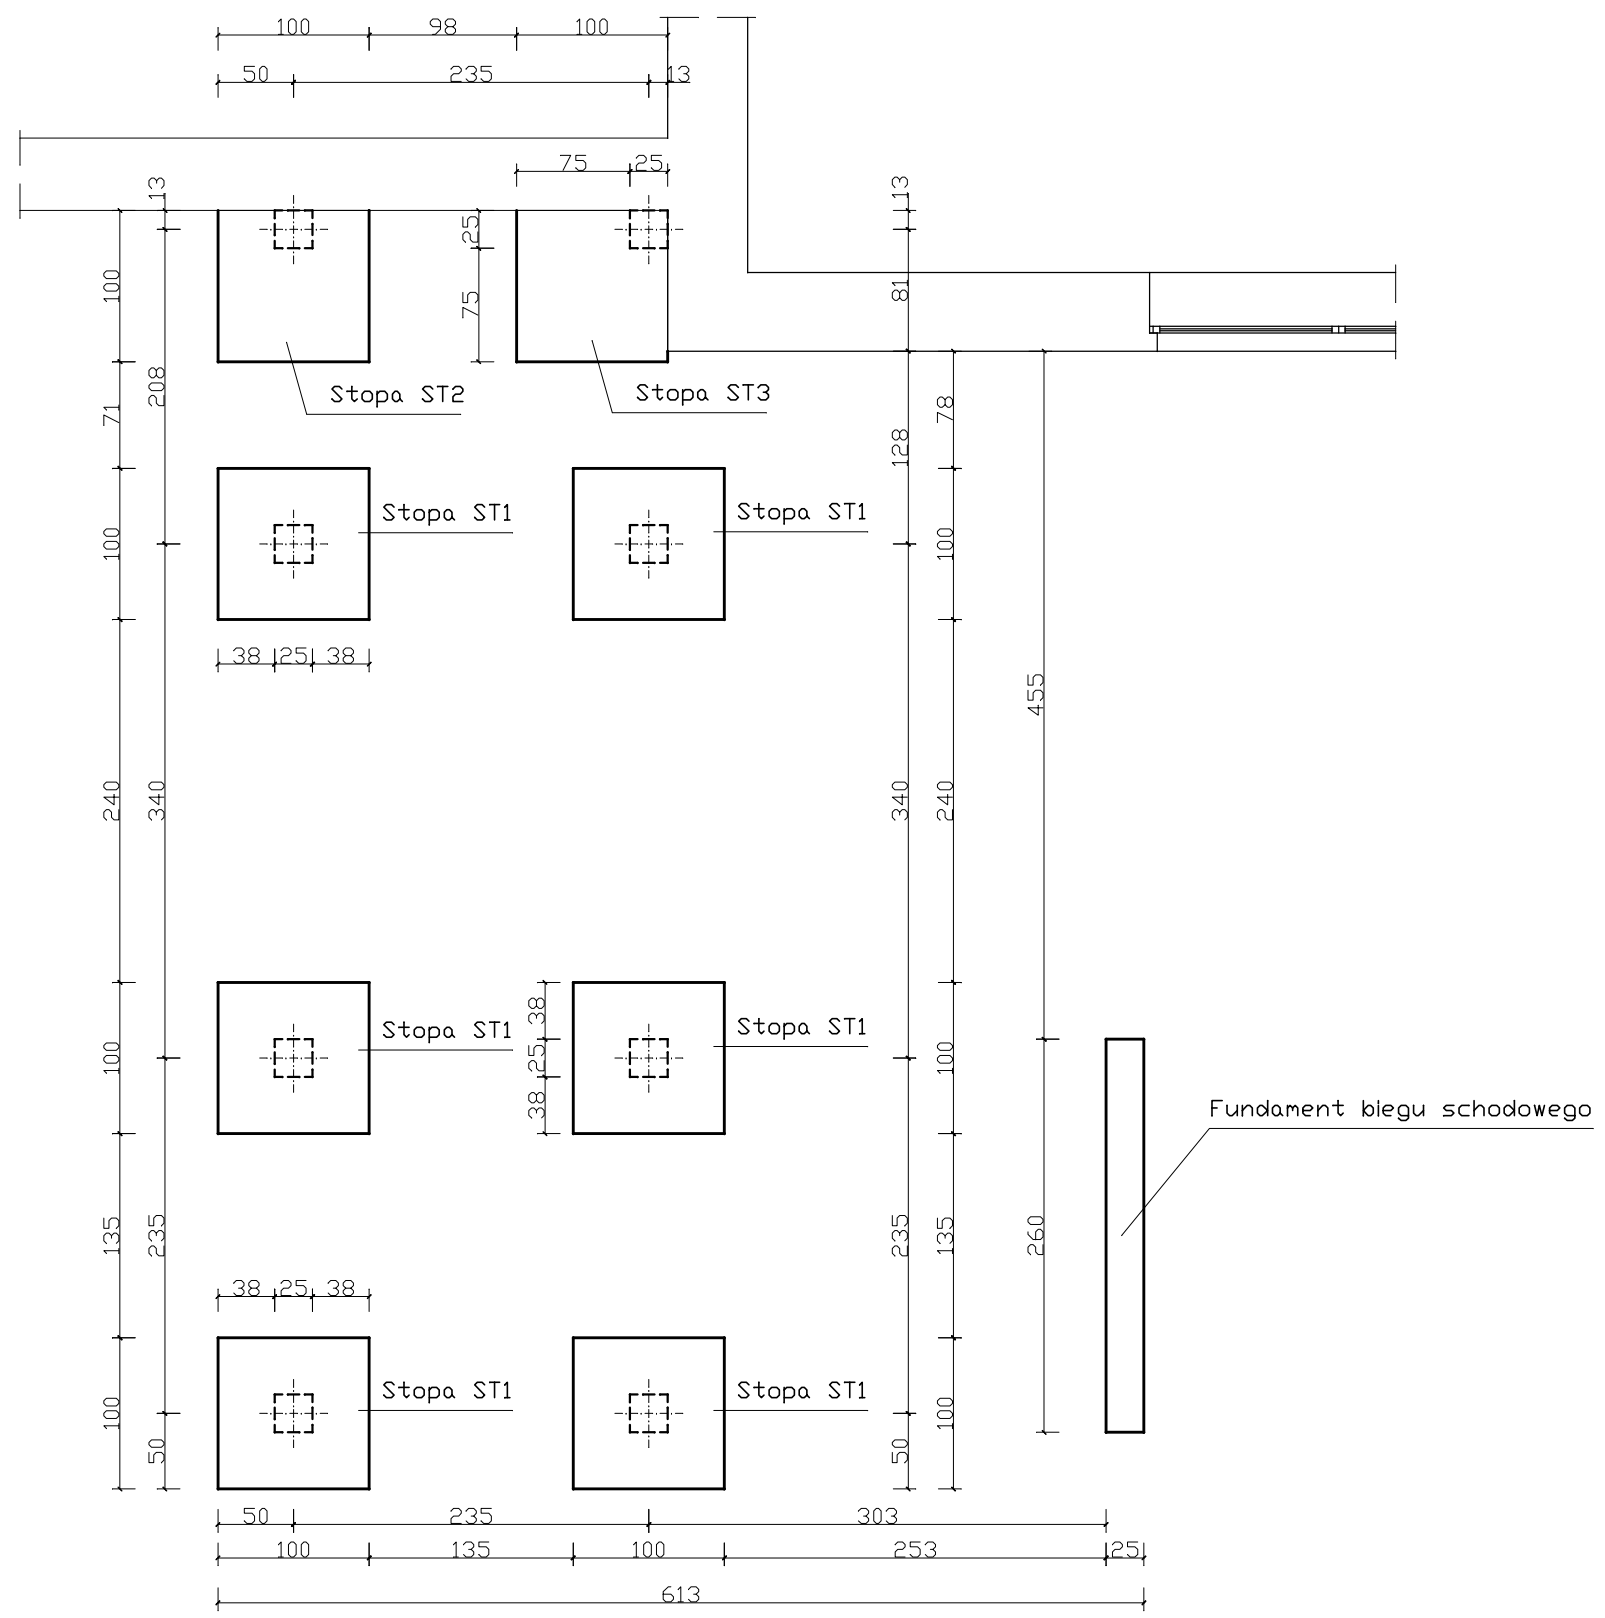 100 98 100
50 235 13
75 25
13 13
25
100 75 81
Stopa ST2 Stopa ST3
71 208 128 78
Stopa ST1 Stopa ST1
100 100
38 25 38
455
240 340 340 240
38
Stopa ST1 Stopa ST1
100 25 100
38
Fundament biegu schodowego
135 235 235 135 260
38 25 38
Stopa ST1 Stopa ST1
100 100
50 50
50 235 303
100 135 100 253 25
613